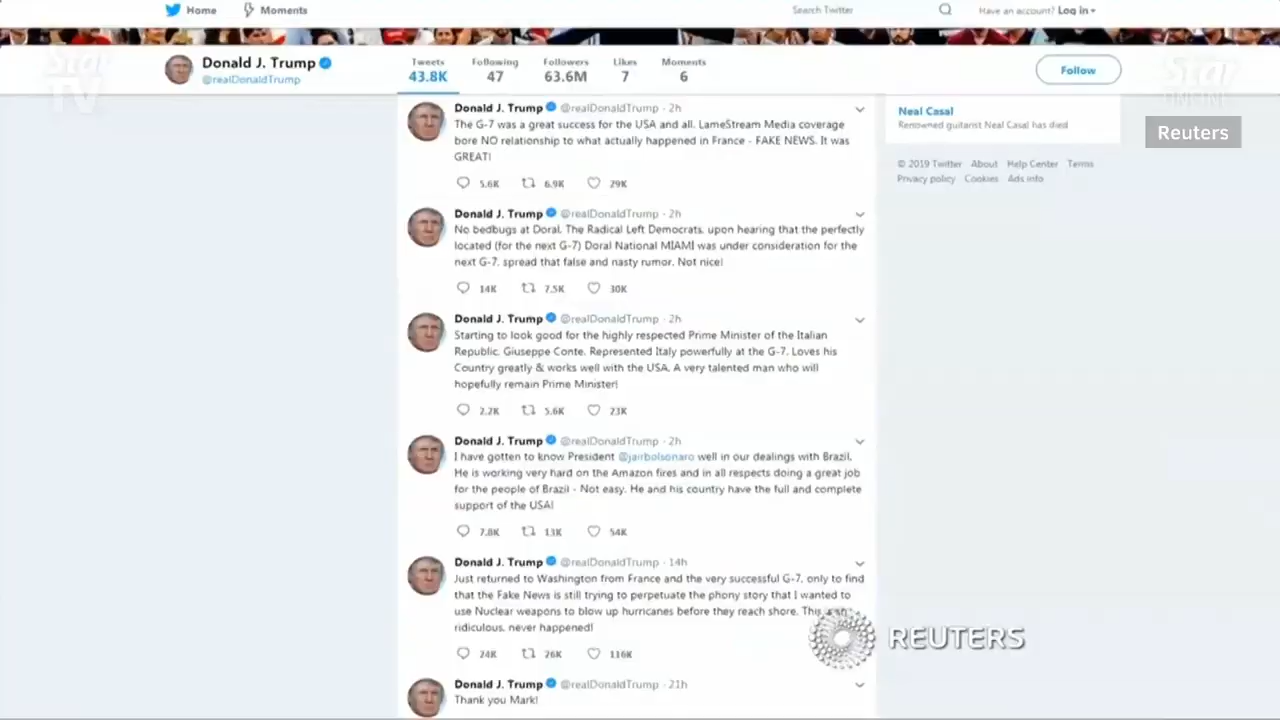 Home Moments Search Twitter Have an account? Log in
Donald J. Trump
@realDonaldTrump
Tweets Following Followers Likes Moments
43.8K 47 63.6M 7 6
Follow
Star TV
Star ONLINE
Reuters
Donald J. Trump @realDonaldTrump · 2h
The G-7 was a great success for the USA and all. LameStream Media coverage
bore NO relationship to what actually happened in France - FAKE NEWS. It was
GREAT!
5.6K 6.9K 29K
Donald J. Trump @realDonaldTrump · 2h
No bedbugs at Doral. The Radical Left Democrats, upon hearing that the perfectly
located (for the next G-7) Doral National MIAMI was under consideration for the
next G-7, spread that false and nasty rumor. Not nice!
14K 7.5K 30K
Donald J. Trump @realDonaldTrump · 2h
Starting to look good for the highly respected Prime Minister of the Italian
Republic, Giuseppe Conte. Represented Italy powerfully at the G-7. Loves his
Country greatly & works well with the USA. A very talented man who will
hopefully remain Prime Minister!
2.2K 5.6K 23K
Donald J. Trump @realDonaldTrump · 2h
I have gotten to know President @jairbolsonaro well in our dealings with Brazil.
He is working very hard on the Amazon fires and in all respects doing a great job
for the people of Brazil - Not easy. He and his country have the full and complete
support of the USA!
7.8K 13K 54K
Donald J. Trump @realDonaldTrump · 14h
Just returned to Washington from France and the very successful G-7, only to find
that the Fake News is still trying to perpetuate the phony story that I wanted to
use Nuclear weapons to blow up hurricanes before they reach shore. This
ridiculous, never happened!
24K 26K 116K
Donald J. Trump @realDonaldTrump · 21h
Thank you Mark!
Neal Casal
Renowned guitarist Neal Casal has died
© 2019 Twitter About Help Center Terms
Privacy policy Cookies Ads info
REUTERS